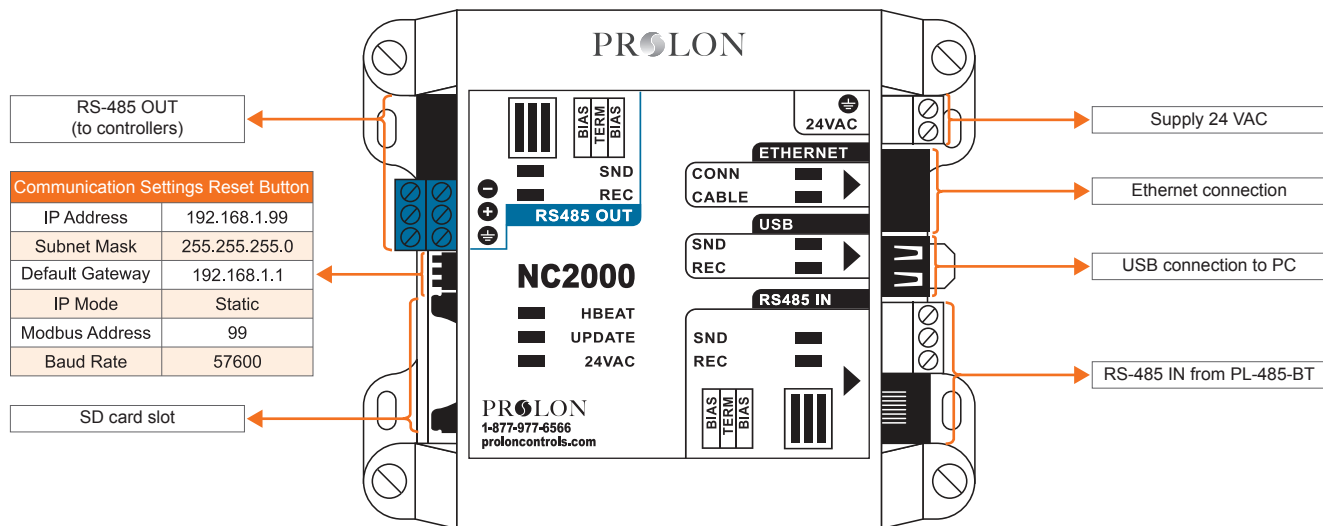 PROLON
RS-485 OUT
(to controllers)
Communication Settings Reset Button
IP Address 192.168.1.99
Subnet Mask 255.255.255.0
Default Gateway 192.168.1.1
IP Mode Static
Modbus Address 99
Baud Rate 57600
SD card slot
BIAS
TERM
BIAS
SND
REC
RS485 OUT
NC2000
HBEAT
UPDATE
24VAC
PROLON
1-877-977-6566
proloncontrols.com
24VAC
ETHERNET
CONN
CABLE
USB
SND
REC
RS485 IN
SND
REC
BIAS
TERM
BIAS
Supply 24 VAC
Ethernet connection
USB connection to PC
RS-485 IN from PL-485-BT